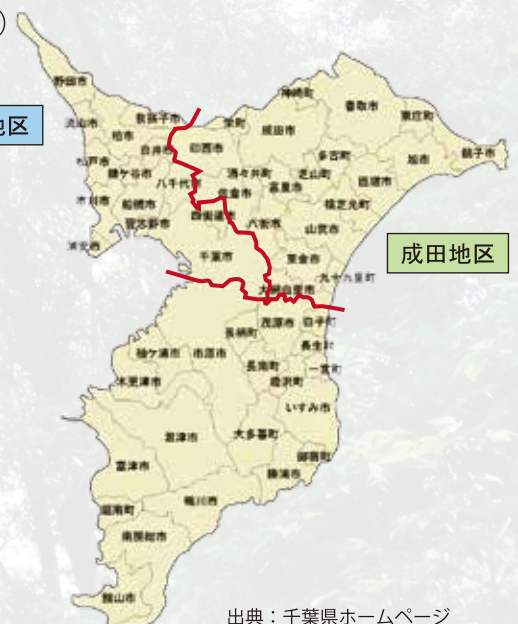 )
地区
成田地区
野田市
流山市
柏市
我孫子市
松戸市
白井市
鎌ケ谷市
八千代市
市川市
船橋市
習志野市
浦安市
千葉市
四街道市
佐倉市
印西市
栄町
成田市
神崎町
香取市
東庄町
銚子市
旭市
匝瑳市
多古町
芝山町
酒々井町
富里市
横芝光町
八街市
山武市
東金市
九十九里町
大網白里市
茂原市
白子町
長柄町
長生村
一宮町
長南町
睦沢町
袖ケ浦市
市原市
木更津市
いすみ市
君津市
大多喜町
御宿町
勝浦市
富津市
鴨川市
鋸南町
南房総市
館山市
出典：千葉県ホームページ